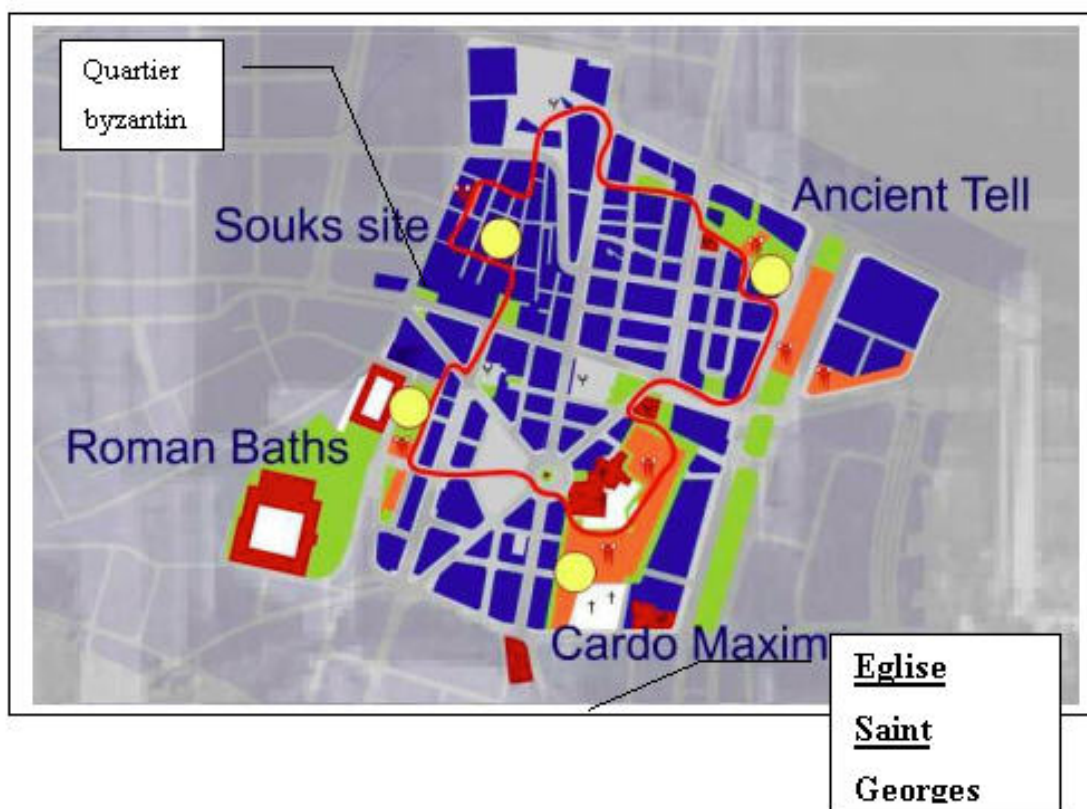 Quartier
byzantin
Souks site
Ancient Tell
Roman Baths
Cardo Maxim
Eglise
Saint
Georges